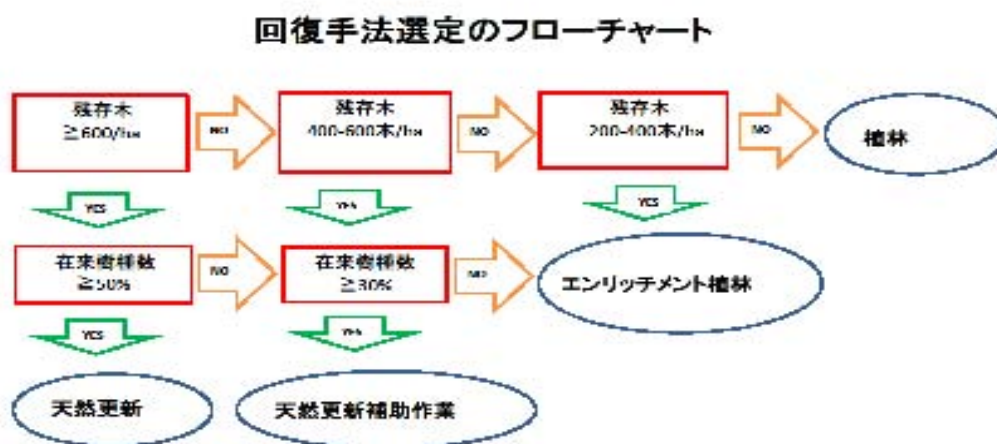 回復手法選定のフローチャート
残存木
≧600/ha
NO
残存木
400-600本/ha
NO
残存木
200-400本/ha
NO
植林
YES
YES
YES
在来樹種数
≧50%
NO
在来樹種数
≧30%
NO
エンリッチメント植林
YES
YES
天然更新
天然更新補助作業